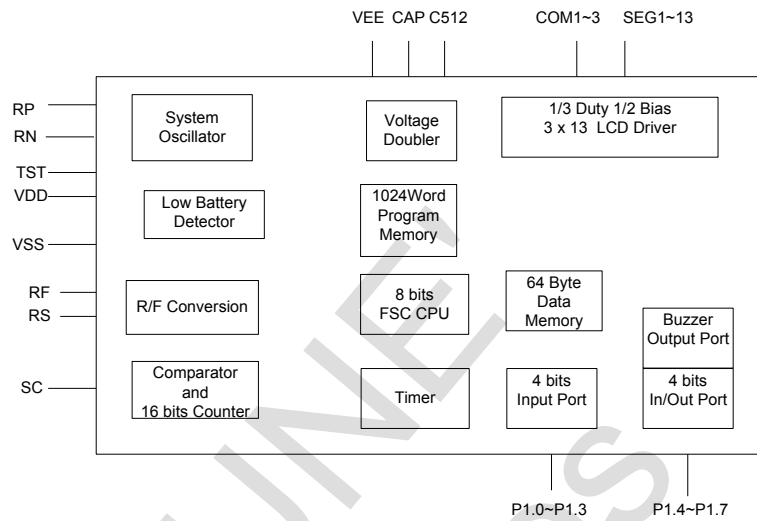 VEE CAP C512 COM1~3 SEG1~13
RP
RN
TST
VDD
VSS
RF
RS
SC
System
Oscillator
Voltage
Doubler
1/3 Duty 1/2 Bias
3 x 13 LCD Driver
Low Battery
Detector
1024Word
Program
Memory
R/F Conversion
8 bits
FSC CPU
64 Byte
Data
Memory
Buzzer
Output Port
Comparator
and
16 bits Counter
Timer
4 bits
Input Port
4 bits
In/Out Port
P1.0~P1.3 P1.4~P1.7